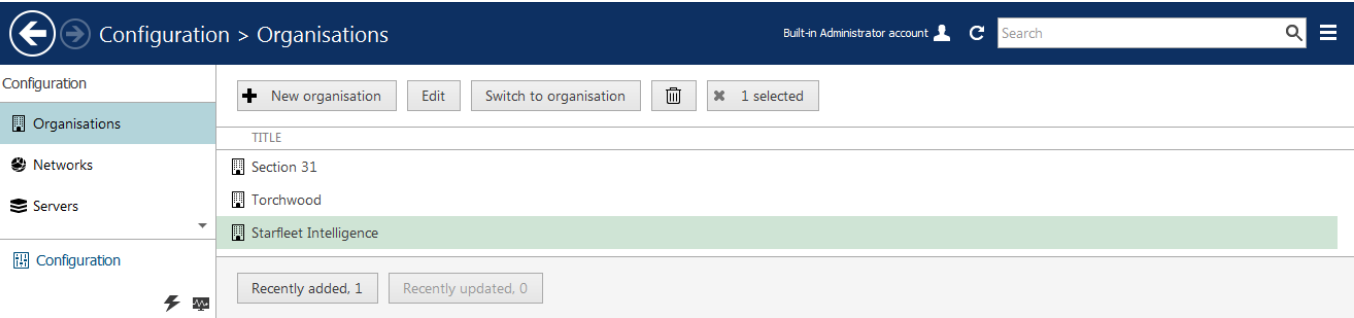 Configuration > Organisations
Built-in Administrator account
Search
Configuration
Organisations
Networks
Servers
Configuration
New organisation
Edit
Switch to organisation
1 selected
TITLE
Section 31
Torchwood
Starfleet Intelligence
Recently added, 1
Recently updated, 0